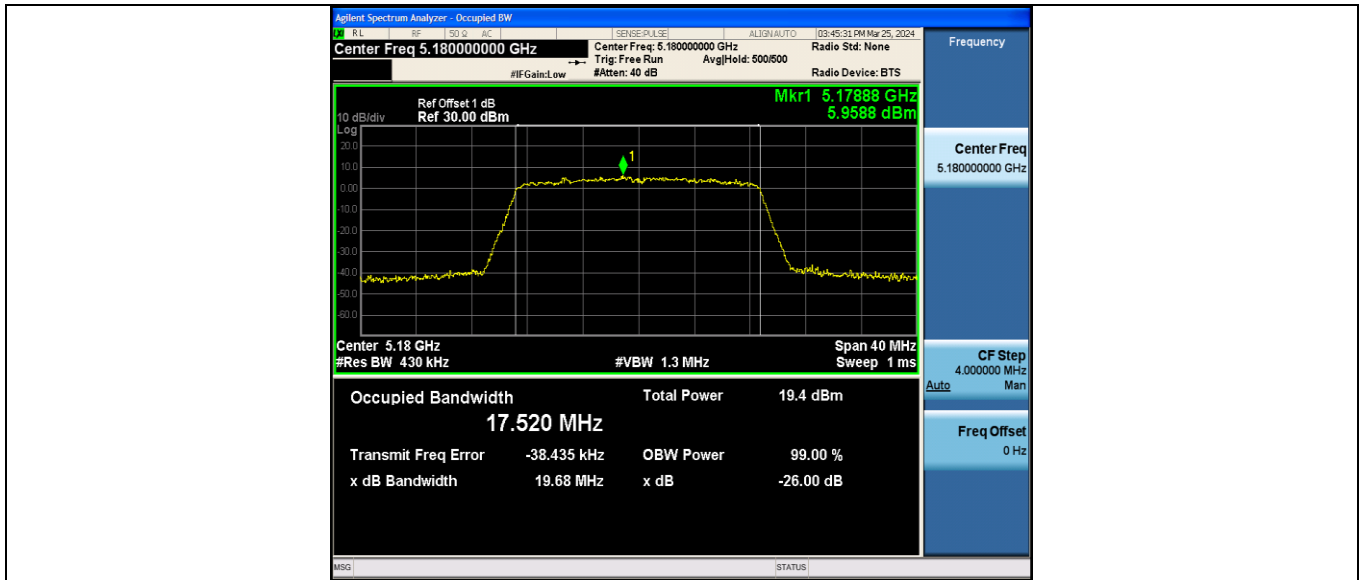 Agilent Spectrum Analyzer - Occupied BW
LXI RL RF 50 Ω AC SENSE:PULSE ALIGNAUTO 03:45:31 PM Mar 25, 2024
Center Freq 5.180000000 GHz
Center Freq: 5.180000000 GHz Radio Std: None
Trig: Free Run Avg|Hold: 500/500
#IFGain:Low #Atten: 40 dB Radio Device: BTS
Mkr1 5.17888 GHz
5.9588 dBm
Ref Offset 1 dB
10 dB/div Ref 30.00 dBm
Log
20.0
10.0
0.00
-10.0
-20.0
-30.0
-40.0
-50.0
-60.0
1
Center 5.18 GHz Span 40 MHz
#Res BW 430 kHz #VBW 1.3 MHz Sweep 1 ms
Occupied Bandwidth Total Power 19.4 dBm
17.520 MHz
Transmit Freq Error -38.435 kHz OBW Power 99.00 %
x dB Bandwidth 19.68 MHz x dB -26.00 dB
MSG STATUS
Frequency
Center Freq
5.180000000 GHz
CF Step
4.000000 MHz
Auto Man
Freq Offset
0 Hz